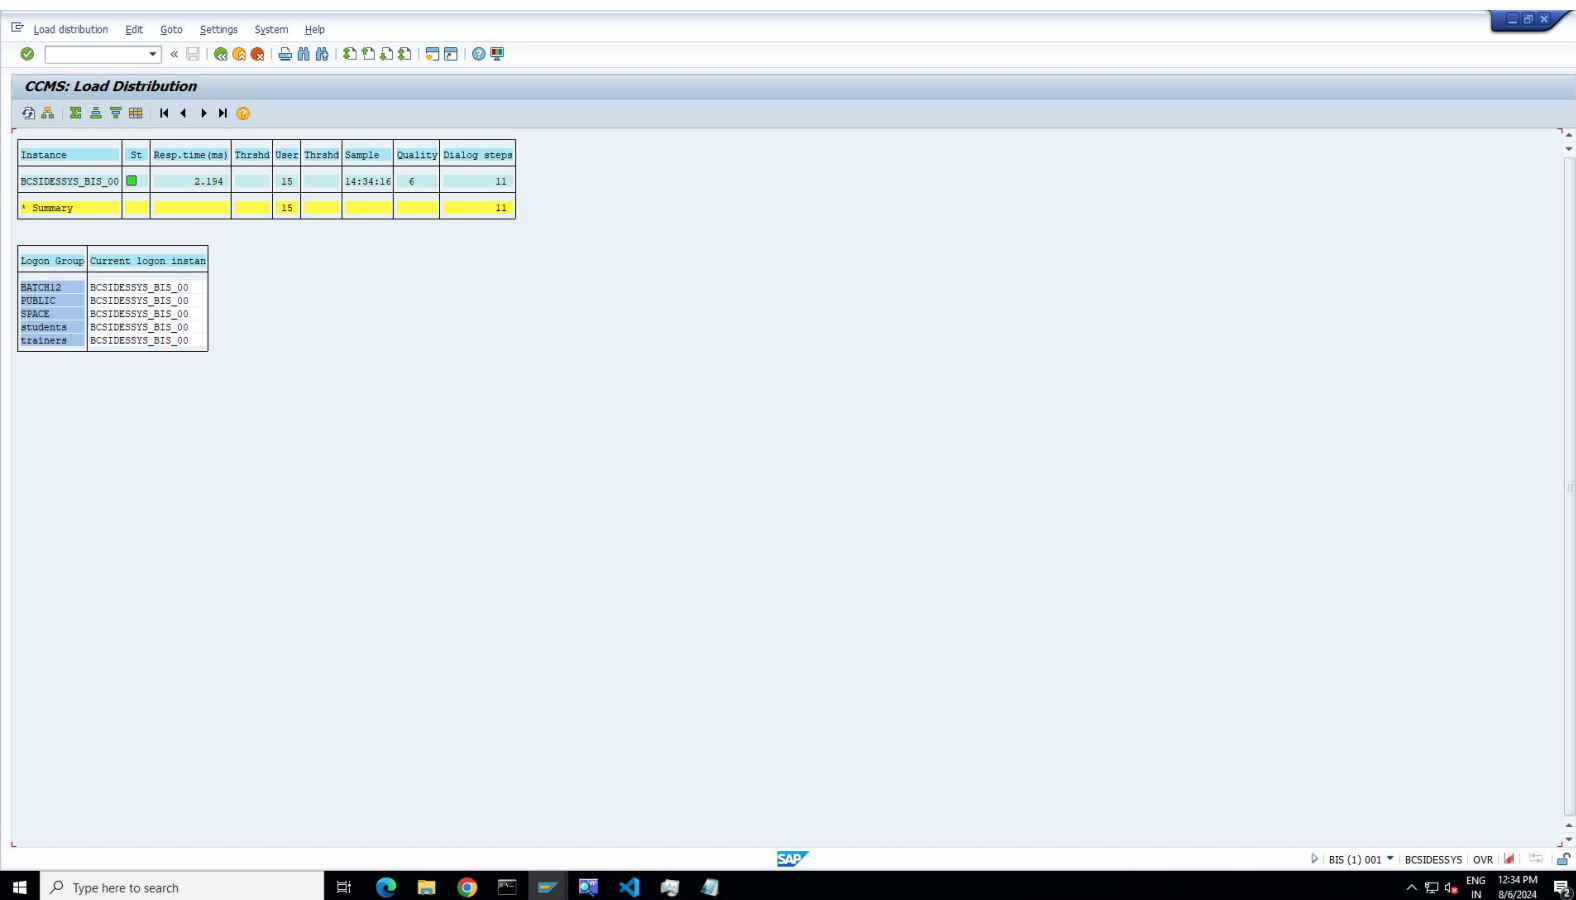 Load distribution Edit Goto Settings System Help
CCMS: Load Distribution
Instance St Resp.time(ms) Thrshd User Thrshd Sample Quality Dialog steps
BCSIDESSYS_BIS_00 2.194 15 14:34:16 6 11
* Summary 15 11
Logon Group Current logon instan
BATCH12 BCSIDESSYS_BIS_00
PUBLIC BCSIDESSYS_BIS_00
SPACE BCSIDESSYS_BIS_00
students BCSIDESSYS_BIS_00
trainers BCSIDESSYS_BIS_00
SAP
BIS (1) 001 BCSIDESSYS OVR
Type here to search
ENG 12:34 PM
IN 8/6/2024
2